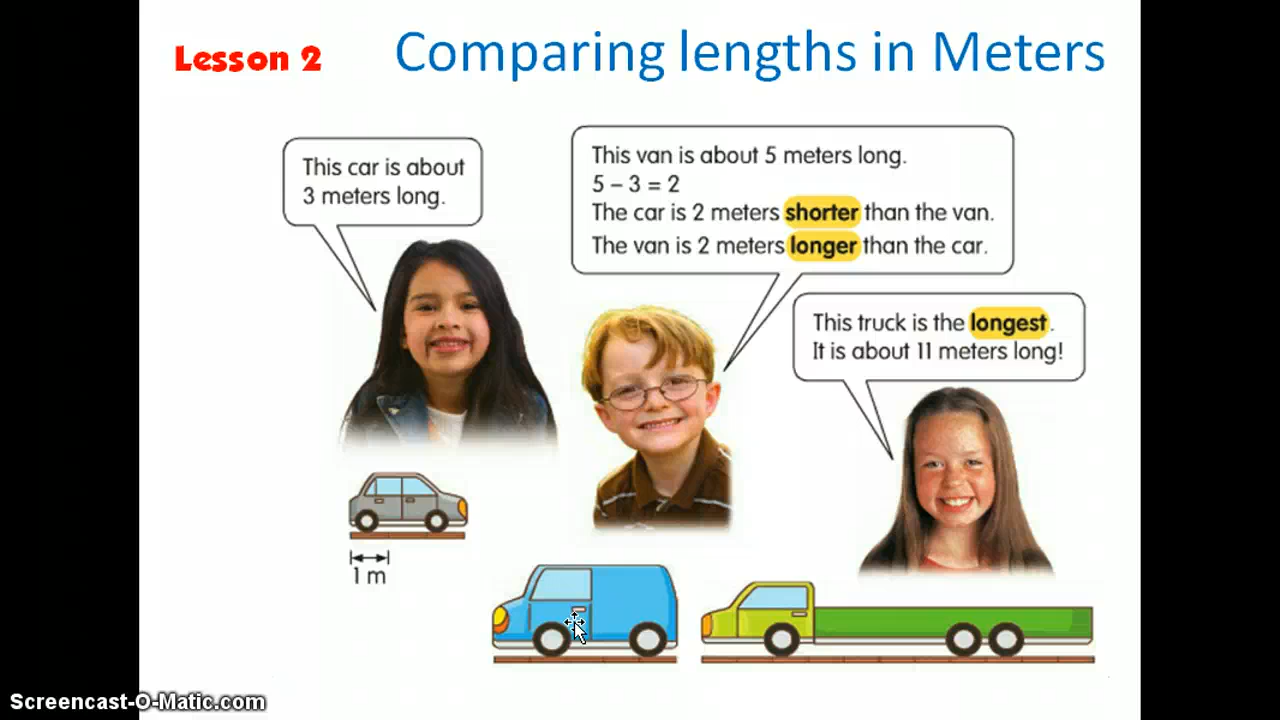 Lesson 2
Comparing lengths in Meters
This car is about
3 meters long.
This van is about 5 meters long.
5 – 3 = 2
The car is 2 meters shorter than the van.
The van is 2 meters longer than the car.
This truck is the longest.
It is about 11 meters long!
1 m
Screencast-O-Matic.com